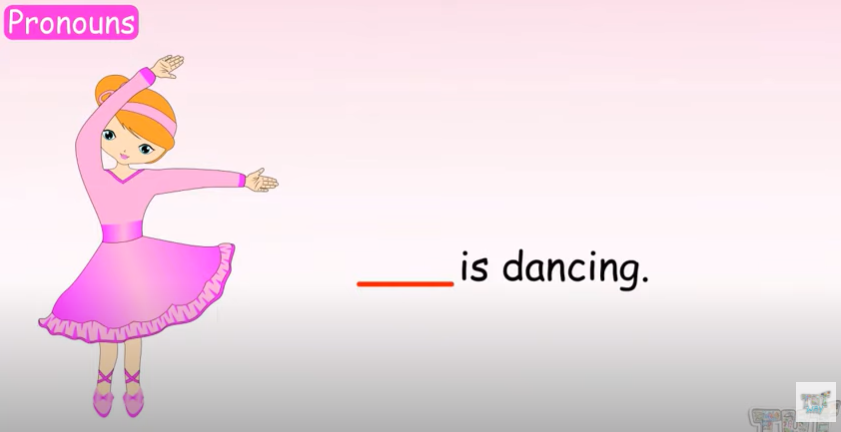 Pronouns
_____ is dancing.